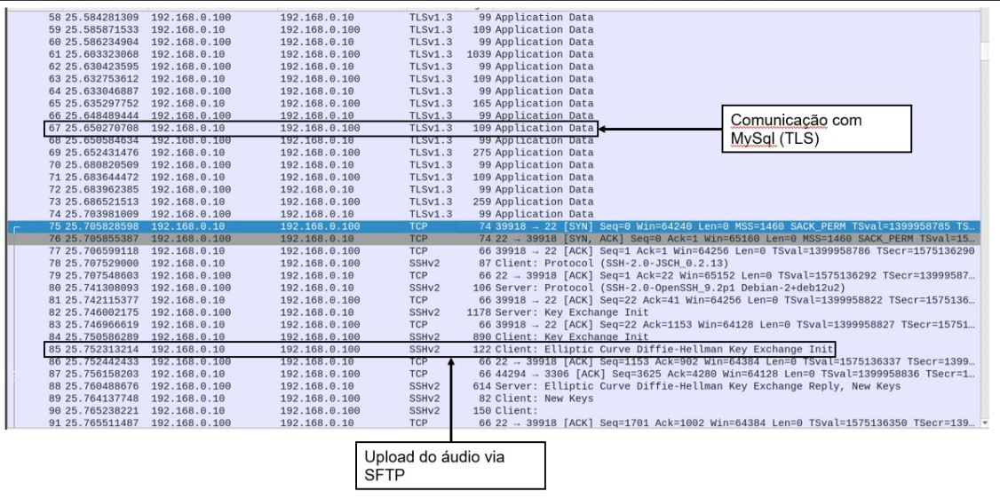 58 25.584281309 192.168.0.100 192.168.0.10 TLSv1.3 99 Application Data
59 25.585871533 192.168.0.10 192.168.0.100 TLSv1.3 109 Application Data
60 25.586234904 192.168.0.100 192.168.0.10 TLSv1.3 99 Application Data
61 25.603323068 192.168.0.10 192.168.0.100 TLSv1.3 1039 Application Data
62 25.630423595 192.168.0.100 192.168.0.10 TLSv1.3 99 Application Data
63 25.632753612 192.168.0.10 192.168.0.100 TLSv1.3 109 Application Data
64 25.633046887 192.168.0.100 192.168.0.10 TLSv1.3 99 Application Data
65 25.635297752 192.168.0.10 192.168.0.100 TLSv1.3 165 Application Data
66 25.648489444 192.168.0.100 192.168.0.10 TLSv1.3 99 Application Data
67 25.650270708 192.168.0.10 192.168.0.100 TLSv1.3 109 Application Data
Comunicação com
MySql (TLS)
68 25.650584634 192.168.0.100 192.168.0.10 TLSv1.3 99 Application Data
69 25.652431476 192.168.0.10 192.168.0.100 TLSv1.3 275 Application Data
70 25.680820509 192.168.0.100 192.168.0.10 TLSv1.3 99 Application Data
71 25.683644472 192.168.0.10 192.168.0.100 TLSv1.3 109 Application Data
72 25.683962385 192.168.0.100 192.168.0.10 TLSv1.3 99 Application Data
73 25.686521513 192.168.0.10 192.168.0.100 TLSv1.3 259 Application Data
74 25.703981009 192.168.0.100 192.168.0.10 TLSv1.3 99 Application Data
75 25.705828598 192.168.0.10 192.168.0.100 TCP 74 39918 → 22 [SYN] Seq=0 Win=64240 Len=0 MSS=1460 SACK_PERM TSval=1399958785 TS…
76 25.705855387 192.168.0.100 192.168.0.10 TCP 74 22 → 39918 [SYN, ACK] Seq=0 Ack=1 Win=65160 Len=0 MSS=1460 SACK_PERM TSval=15…
77 25.706599118 192.168.0.10 192.168.0.100 TCP 66 39918 → 22 [ACK] Seq=1 Ack=1 Win=64256 Len=0 TSval=1399958786 TSecr=1575136290
78 25.707529000 192.168.0.10 192.168.0.100 SSHv2 87 Client: Protocol (SSH-2.0-JSCH_0.2.13)
79 25.707548603 192.168.0.100 192.168.0.10 TCP 66 22 → 39918 [ACK] Seq=1 Ack=22 Win=65152 Len=0 TSval=1575136292 TSecr=13999587…
80 25.741308093 192.168.0.100 192.168.0.10 SSHv2 106 Server: Protocol (SSH-2.0-OpenSSH_9.2p1 Debian-2+deb12u2)
81 25.742115377 192.168.0.10 192.168.0.100 TCP 66 39918 → 22 [ACK] Seq=22 Ack=41 Win=64256 Len=0 TSval=1399958822 TSecr=1575136…
82 25.746002175 192.168.0.100 192.168.0.10 SSHv2 1178 Server: Key Exchange Init
83 25.746966619 192.168.0.10 192.168.0.100 TCP 66 39918 → 22 [ACK] Seq=22 Ack=1153 Win=64128 Len=0 TSval=1399958827 TSecr=15751…
84 25.750586289 192.168.0.10 192.168.0.100 SSHv2 890 Client: Key Exchange Init
85 25.752313214 192.168.0.10 192.168.0.100 SSHv2 122 Client: Elliptic Curve Diffie-Hellman Key Exchange Init
86 25.752442433 192.168.0.100 192.168.0.10 TCP 66 22 → 39918 [ACK] Seq=1153 Ack=902 Win=64384 Len=0 TSval=1575136337 TSecr=1399…
87 25.756158203 192.168.0.10 192.168.0.100 TCP 66 44294 → 3306 [ACK] Seq=3625 Ack=4280 Win=64128 Len=0 TSval=1399958836 TSecr=1…
88 25.760488676 192.168.0.100 192.168.0.10 SSHv2 614 Server: Elliptic Curve Diffie-Hellman Key Exchange Reply, New Keys
89 25.764137748 192.168.0.10 192.168.0.100 SSHv2 82 Client: New Keys
90 25.765238221 192.168.0.10 192.168.0.100 SSHv2 150 Client:
91 25.765511487 192.168.0.100 192.168.0.10 TCP 66 22 → 39918 [ACK] Seq=1701 Ack=1002 Win=64384 Len=0 TSval=1575136350 TSecr=139…
Upload do áudio via
SFTP